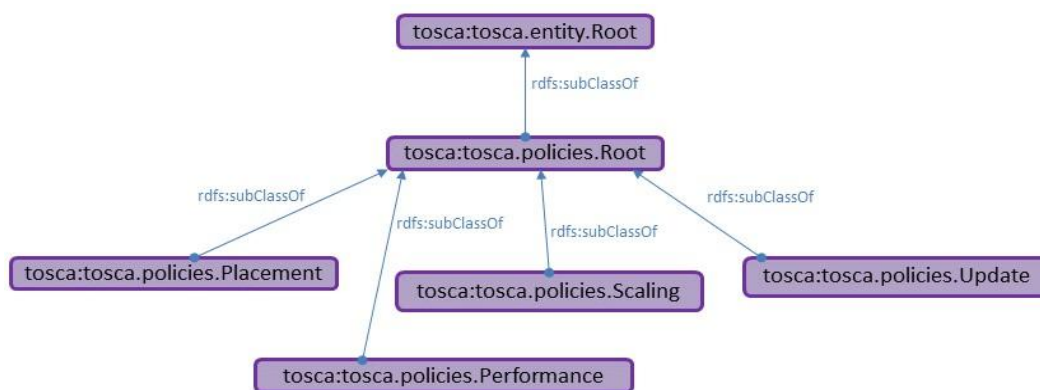 tosca:tosca.entity.Root
rdfs:subClassOf
tosca:tosca.policies.Root
rdfs:subClassOf
rdfs:subClassOf
rdfs:subClassOf
rdfs:subClassOf
tosca:tosca.policies.Placement
tosca:tosca.policies.Scaling
tosca:tosca.policies.Update
tosca:tosca.policies.Performance